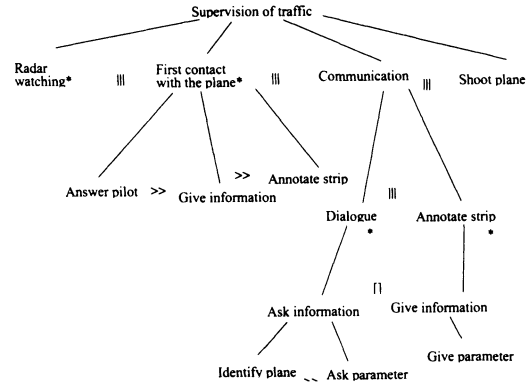 Supervision of traffic
Radar
watching*
|||
First contact
with the plane*
|||
Communication
|||
Shoot plane
Answer pilot
>>
Give information
>>
Annotate strip
Dialogue
*
|||
Annotate strip
*
Ask information
[]
Give information
Identify plane
Ask parameter
Give parameter